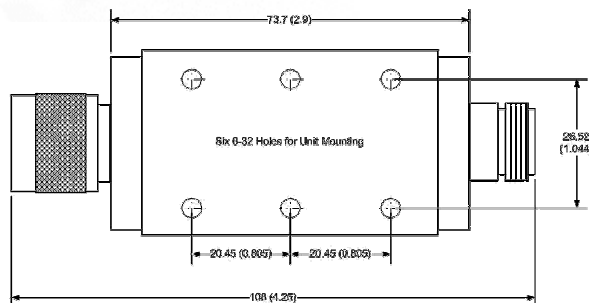 73.7 (2.9)
Six 6-32 Holes for Unit Mounting
26.52
(1.044
20.45 (0.805) 20.45 (0.805)
108 (4.25)